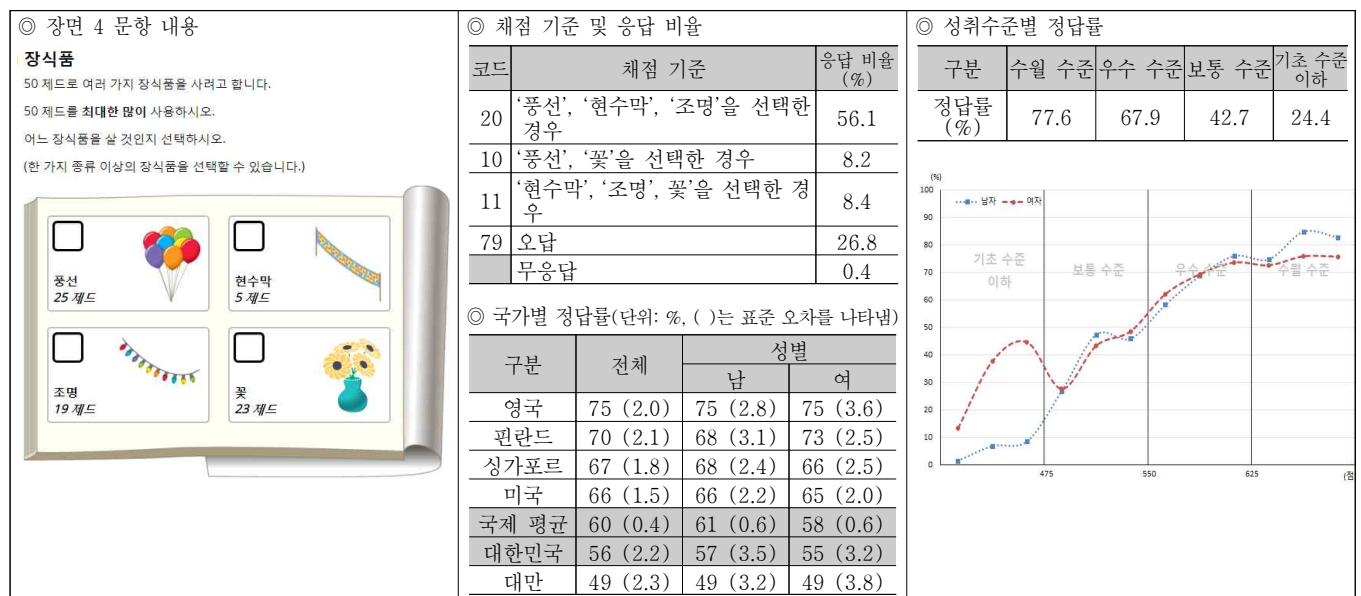 ◎ 장면 4 문항 내용
장식품
50 제드로 여러 가지 장식품을 사려고 합니다.
50 제드를 최대한 많이 사용하시오.
어느 장식품을 살 것인지 선택하시오.
(한 가지 종류 이상의 장식품을 선택할 수 있습니다.)
풍선
25 제드
현수막
5 제드
조명
19 제드
꽃
23 제드
◎ 채점 기준 및 응답 비율
코드 채점 기준 응답 비율
(%)
20 ‘풍선’, ‘현수막’, ‘조명’을 선택한
경우 56.1
10 ‘풍선’, ‘꽃’을 선택한 경우 8.2
11 ‘현수막’, ‘조명’, 꽃’을 선택한 경
우 8.4
79 오답 26.8
무응답 0.4
◎ 국가별 정답률(단위: %, ( )는 표준 오차를 나타냄)
구분 전체 성별
남 여
영국 75 (2.0) 75 (2.8) 75 (3.6)
핀란드 70 (2.1) 68 (3.1) 73 (2.5)
싱가포르 67 (1.8) 68 (2.4) 66 (2.5)
미국 66 (1.5) 66 (2.2) 65 (2.0)
국제 평균 60 (0.4) 61 (0.6) 58 (0.6)
대한민국 56 (2.2) 57 (3.5) 55 (3.2)
대만 49 (2.3) 49 (3.2) 49 (3.8)
◎ 성취수준별 정답률
구분 수월 수준 우수 수준 보통 수준 기초 수준
이하
정답률
(%) 77.6 67.9 42.7 24.4
(%)
남자 여자
100
90
80
70
60
50
40
30
20
10
0
기초 수준
이하
보통 수준
우수 수준
수월 수준
475 550 625 (점